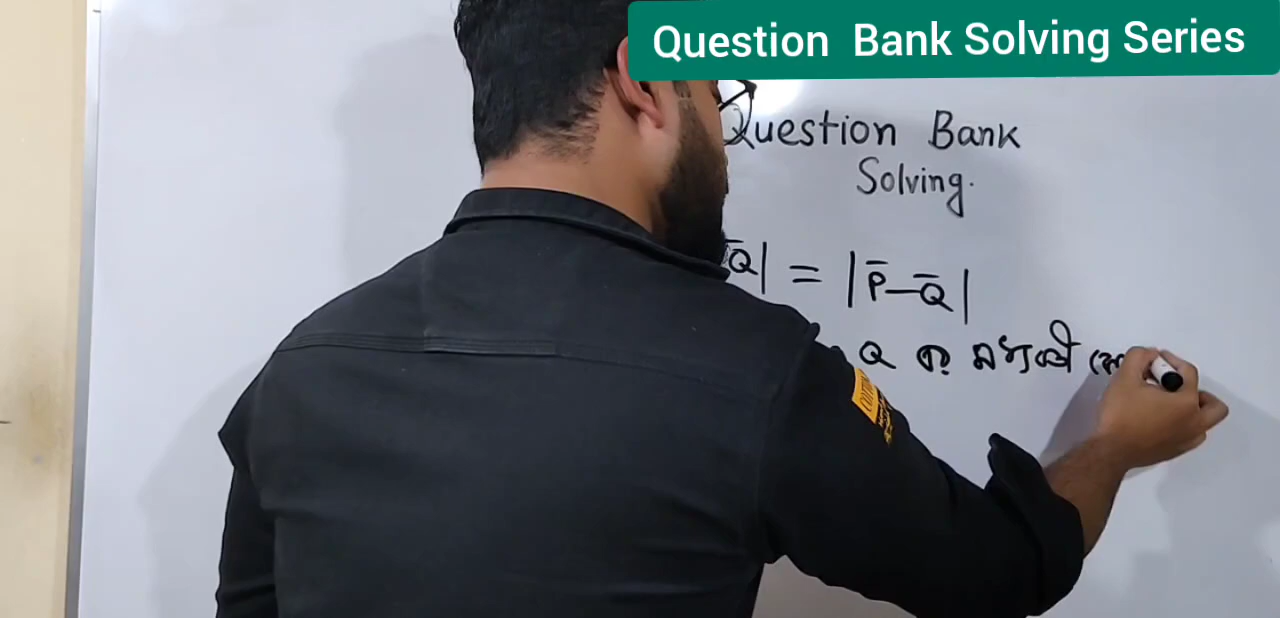 Question Bank Solving Series
Question Bank
Solving.
Q̄| = |P̄-Q̄|
Q ର ମଧ୍ୟବର୍ତ୍ତୀ